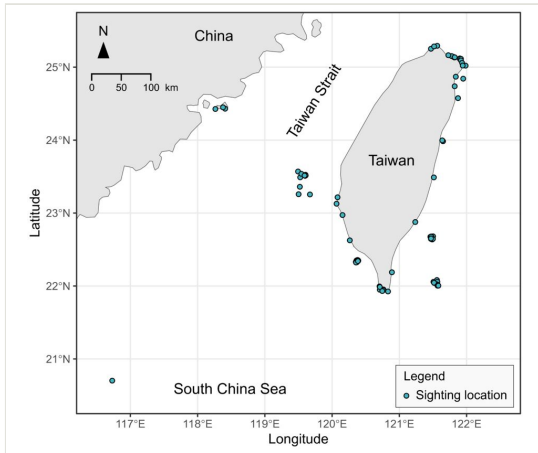 N
China
0 50 100 km
Taiwan Strait
Taiwan
South China Sea
25°N
24°N
23°N
22°N
21°N
Latitude
117°E 118°E 119°E 120°E 121°E 122°E
Longitude
Legend
Sighting location